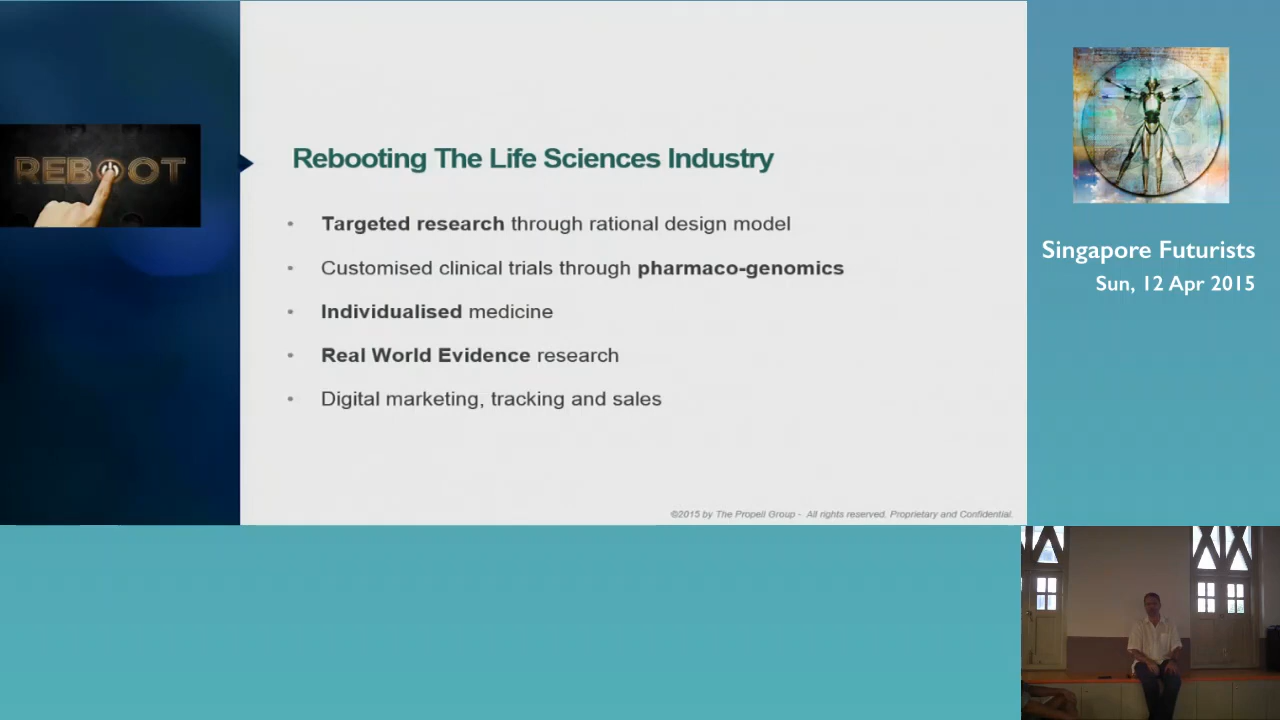 REBOOT
Rebooting The Life Sciences Industry
• Targeted research through rational design model
• Customised clinical trials through pharmaco-genomics
• Individualised medicine
• Real World Evidence research
• Digital marketing, tracking and sales
©2015 by The Propell Group - All rights reserved. Proprietary and Confidential.
Singapore Futurists
Sun, 12 Apr 2015